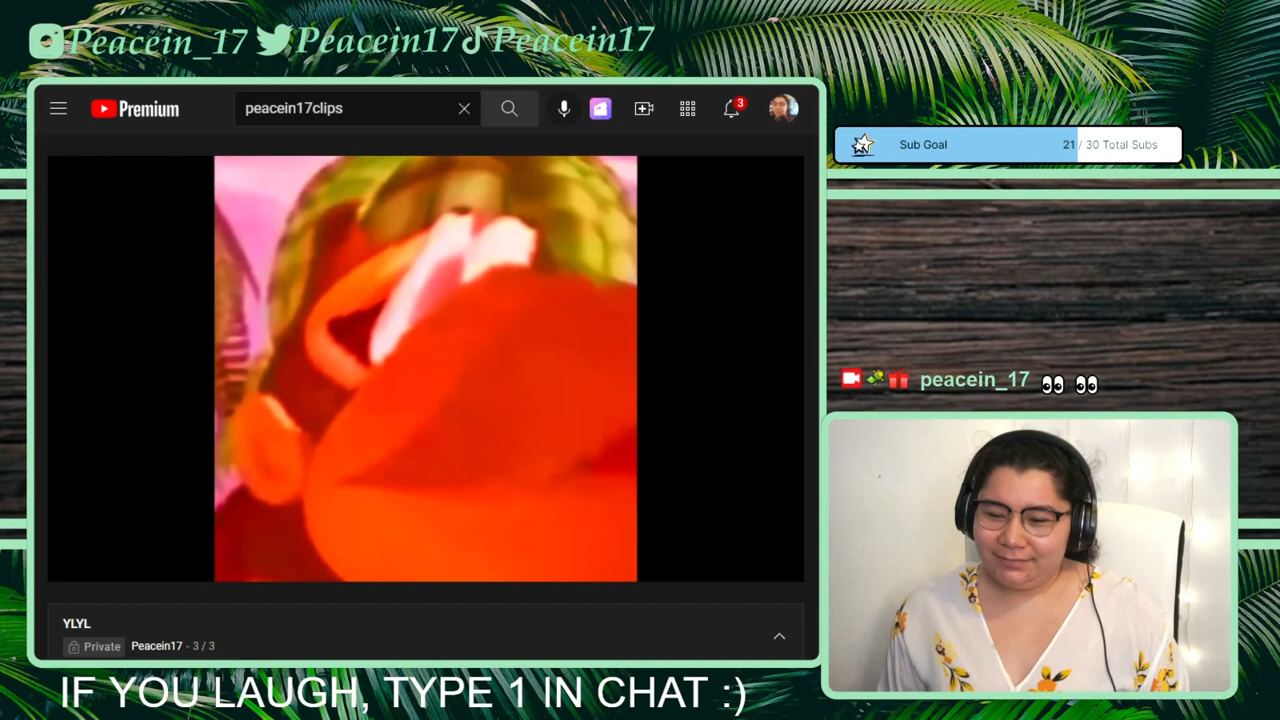 Peacein_17 Peacein17 Peacein17
Premium
peacein17clips
3
Sub Goal 21 / 30 Total Subs
peacein_17
YLYL
Private Peacein17 - 3 / 3
IF YOU LAUGH, TYPE 1 IN CHAT :)